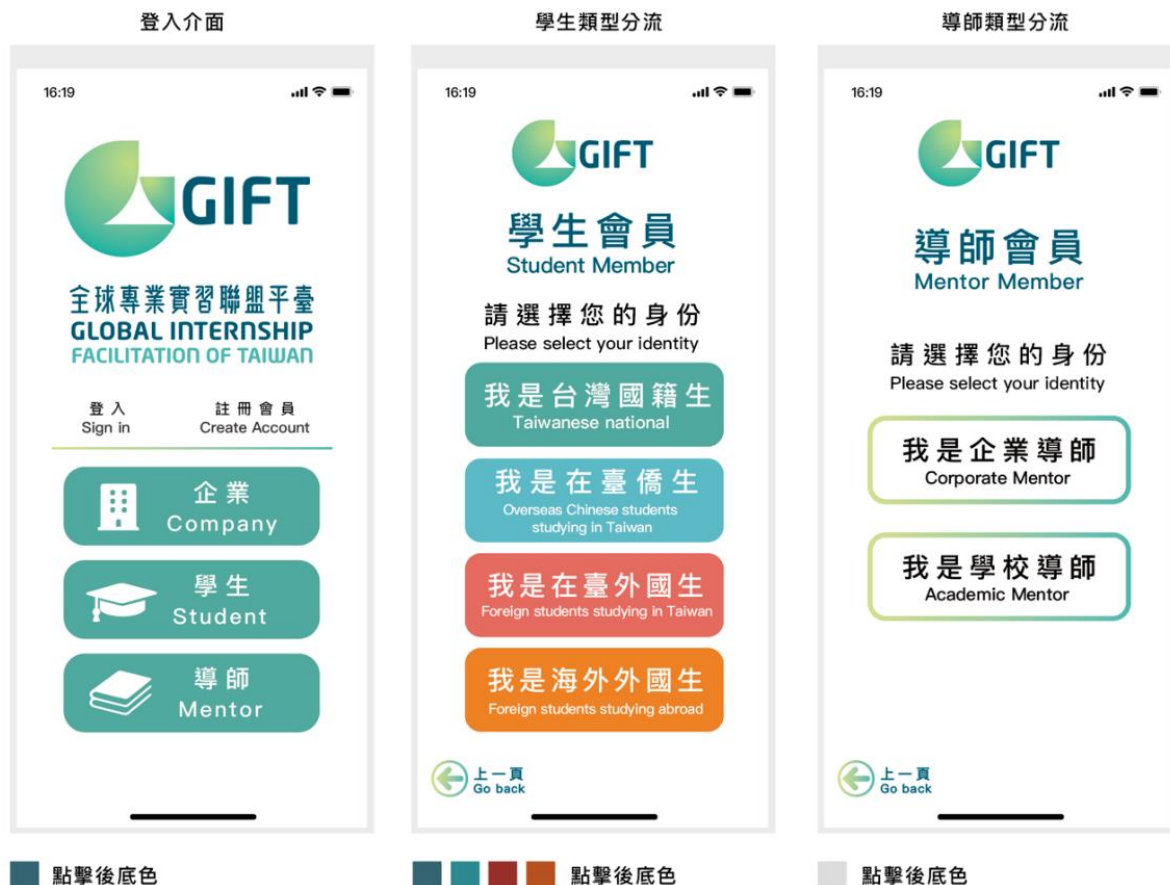 登入介面
16:19
GIFT
全球專業實習聯盟平臺
GLOBAL INTERNSHIP
FACILITATION OF TAIWAN
登入
Sign in
註冊會員
Create Account
企業
Company
學生
Student
導師
Mentor
點擊後底色
學生類型分流
16:19
GIFT
學生會員
Student Member
請選擇您的身份
Please select your identity
我是台灣國籍生
Taiwanese national
我是在臺僑生
Overseas Chinese students
studying in Taiwan
我是在臺外國生
Foreign students studying in Taiwan
我是海外外國生
Foreign students studying abroad
上一頁
Go back
點擊後底色
導師類型分流
16:19
GIFT
導師會員
Mentor Member
請選擇您的身份
Please select your identity
我是企業導師
Corporate Mentor
我是學校導師
Academic Mentor
上一頁
Go back
點擊後底色